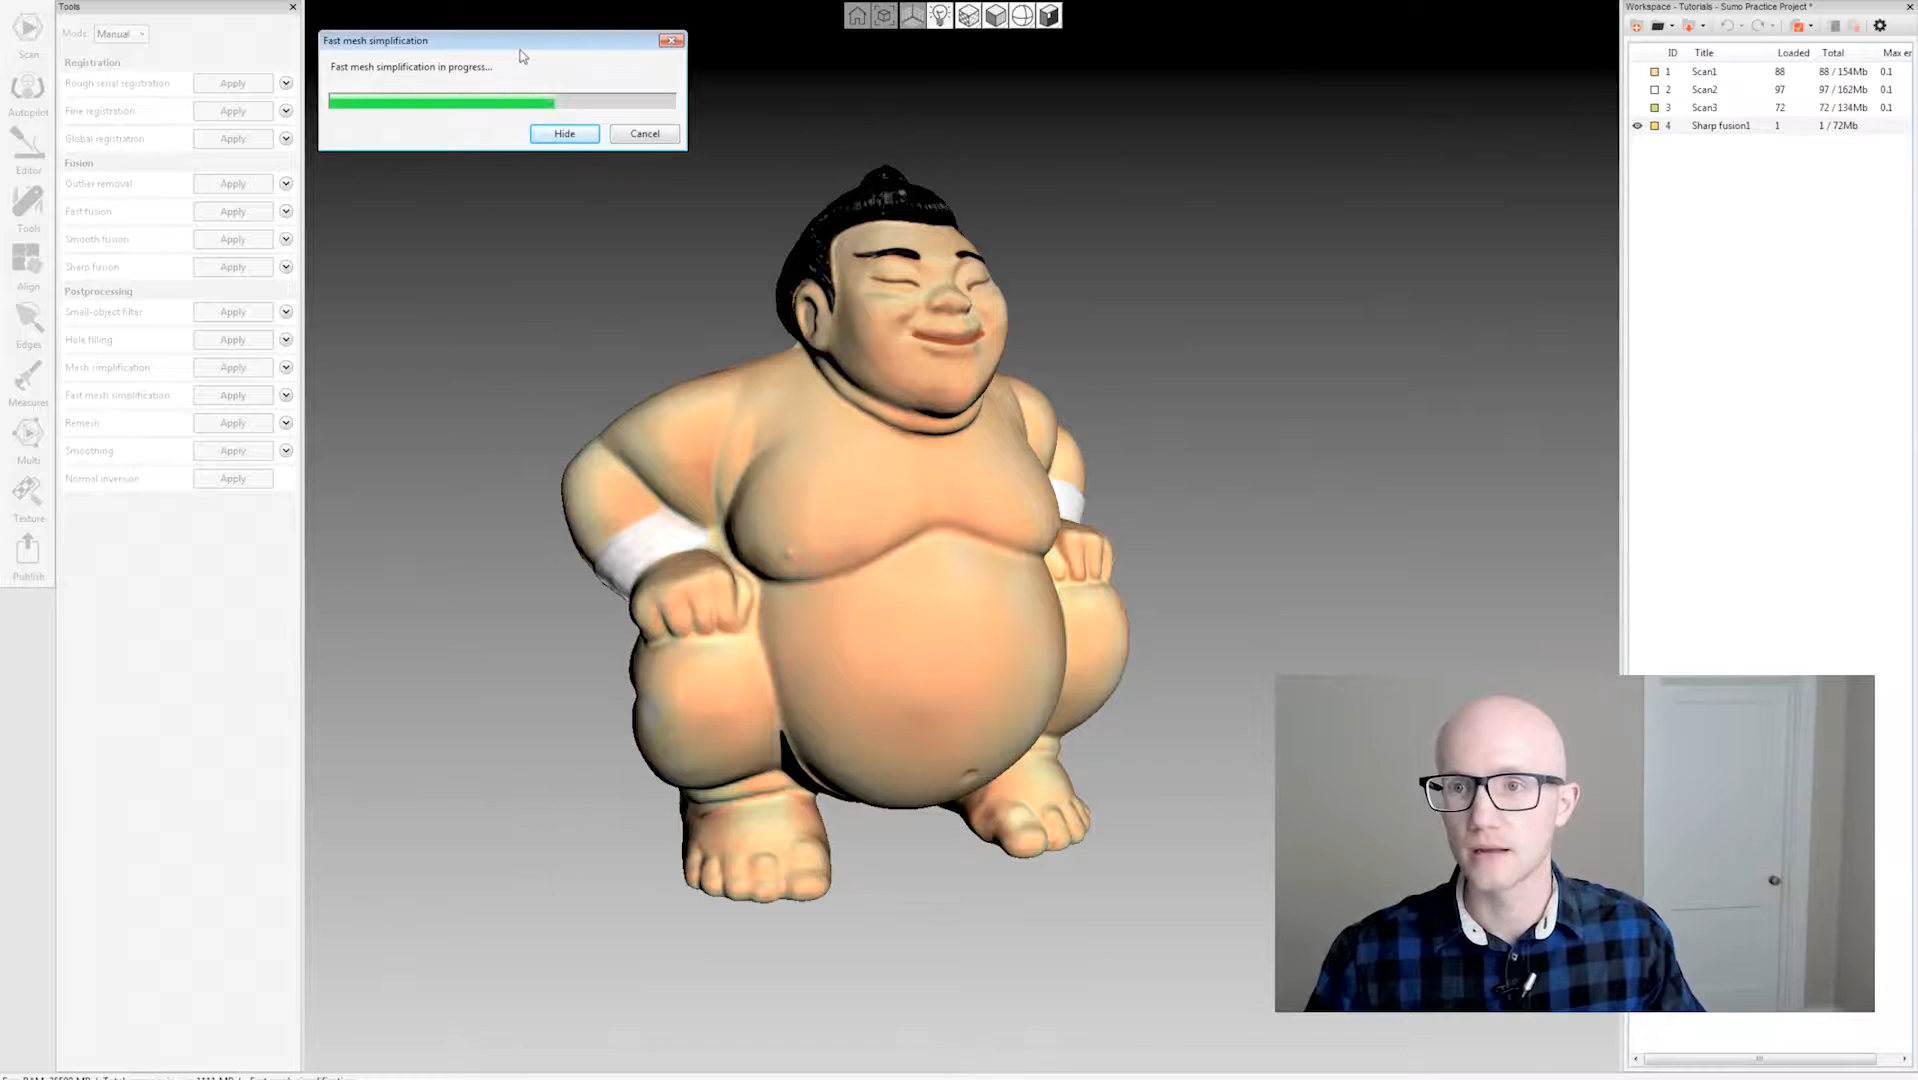 Tools
Mode: Manual
Registration
Rough serial registration Apply
Fine registration Apply
Global registration Apply
Fusion
Outlier removal Apply
Fast fusion Apply
Smooth fusion Apply
Sharp fusion Apply
Postprocessing
Small-object filter Apply
Hole filling Apply
Mesh simplification Apply
Fast mesh simplification Apply
Remesh Apply
Smoothing Apply
Normal inversion Apply
Scan
Autopilot
Editor
Tools
Align
Edges
Measures
Multi
Texture
Publish
Fast mesh simplification
Fast mesh simplification in progress...
Hide Cancel
Workspace - Tutorials - Sumo Practice Project *
ID Title Loaded Total Max er
1 Scan1 88 88 / 154Mb 0.1
2 Scan2 97 97 / 162Mb 0.1
3 Scan3 72 72 / 134Mb 0.1
4 Sharp fusion1 1 1 / 72Mb